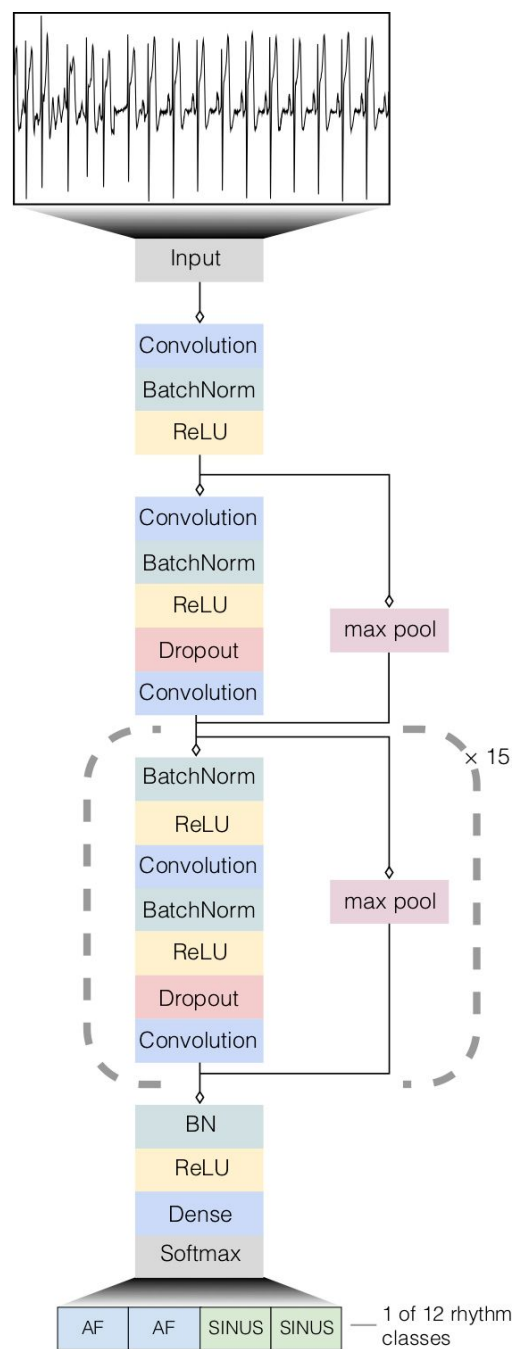 Input
Convolution
BatchNorm
ReLU
Convolution
BatchNorm
ReLU
Dropout
Convolution
max pool
× 15
BatchNorm
ReLU
Convolution
BatchNorm
ReLU
Dropout
Convolution
max pool
BN
ReLU
Dense
Softmax
AF AF SINUS SINUS
1 of 12 rhythm
classes